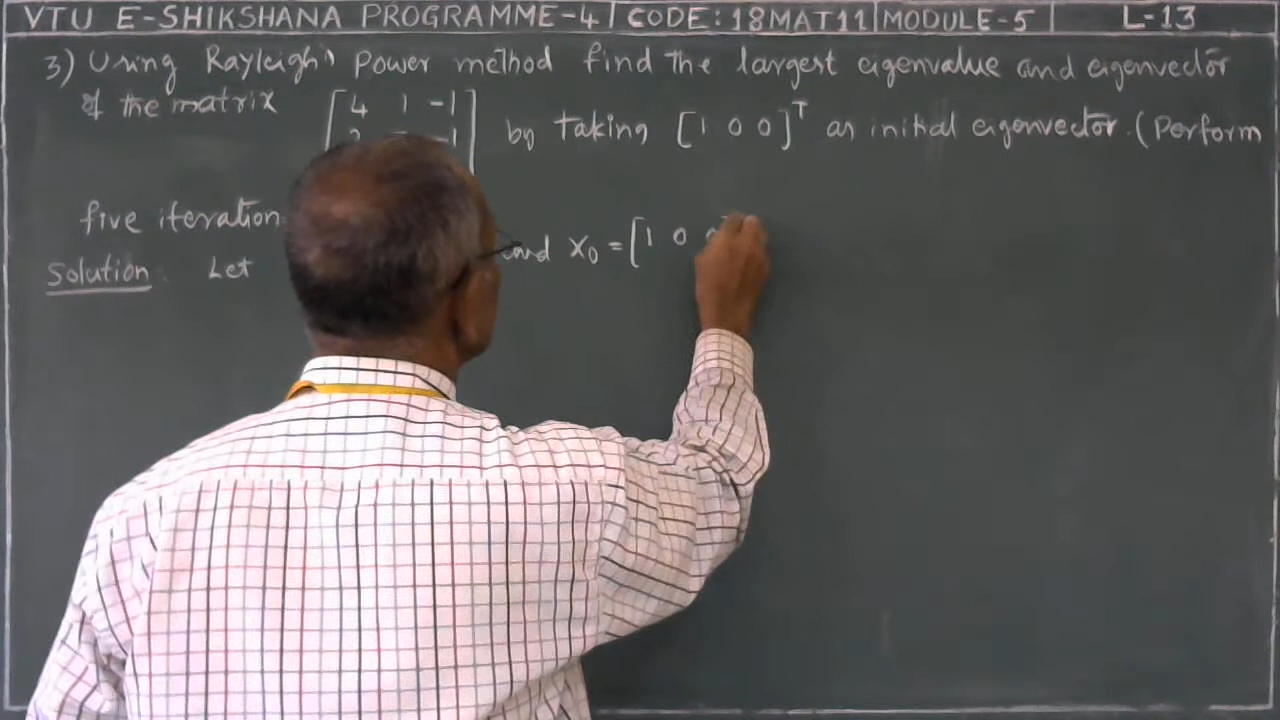 VTU E-SHIKSHANA PROGRAMME-4 | CODE: 18MAT11 | MODULE-5 | L-13
3) Using Rayleigh's Power method find the largest eigenvalue and eigenvector
of the matrix [4 1 -1 -1] by taking [1 0 0]^T as initial eigenvector. (Perform
five iteration
Solution. Let and X₀ = [1 0